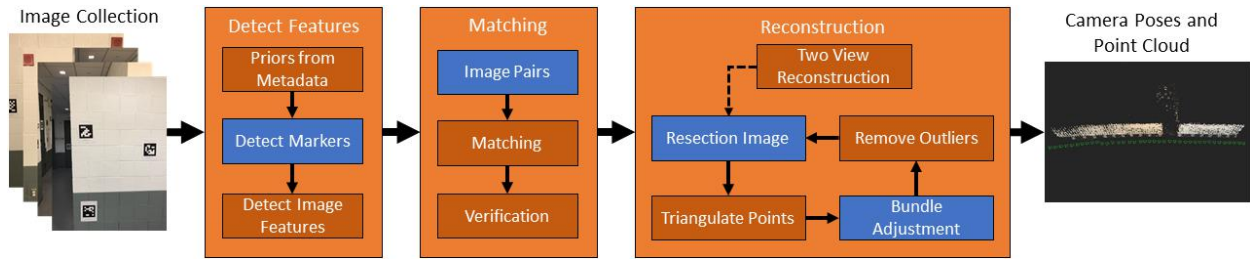 Image Collection
Detect Features
Priors from
Metadata
Detect Markers
Detect Image
Features
Matching
Image Pairs
Matching
Verification
Reconstruction
Two View
Reconstruction
Resection Image
Remove Outliers
Triangulate Points
Bundle
Adjustment
Camera Poses and
Point Cloud